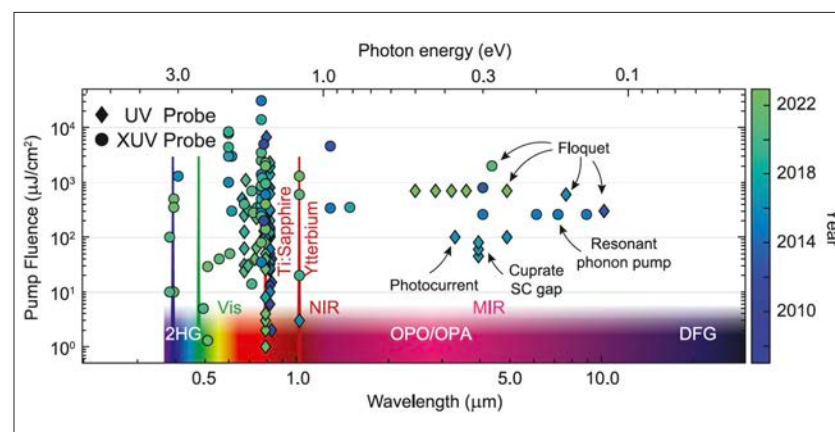 Photon energy (eV)
3.0 1.0 0.3 0.1
UV Probe
XUV Probe
10⁴
10³
10²
10¹
10⁰
Pump Fluence (μJ/cm²)
Ti:Sapphire
Ytterbium
Floquet
Resonant
phonon pump
Photocurrent
Cuprate
SC gap
Vis NIR MIR
2HG OPO/OPA DFG
0.5 1.0 5.0 10.0
Wavelength (μm)
2022
2018
2014
2010
Year